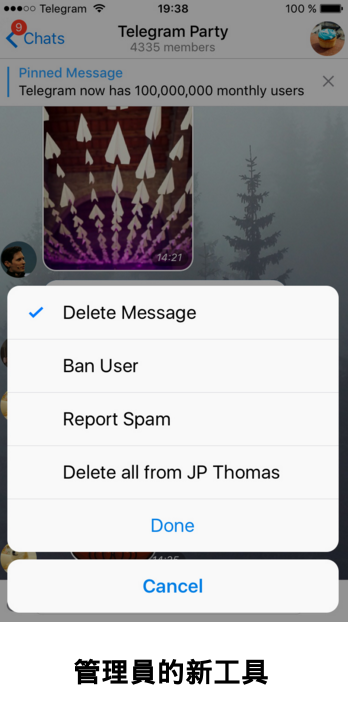 Telegram 19:38 100 %
9
Chats Telegram Party
4335 members
Pinned Message
Telegram now has 100,000,000 monthly users
14:21
Delete Message
Ban User
Report Spam
Delete all from JP Thomas
Done
14:25
Cancel
管理員的新工具